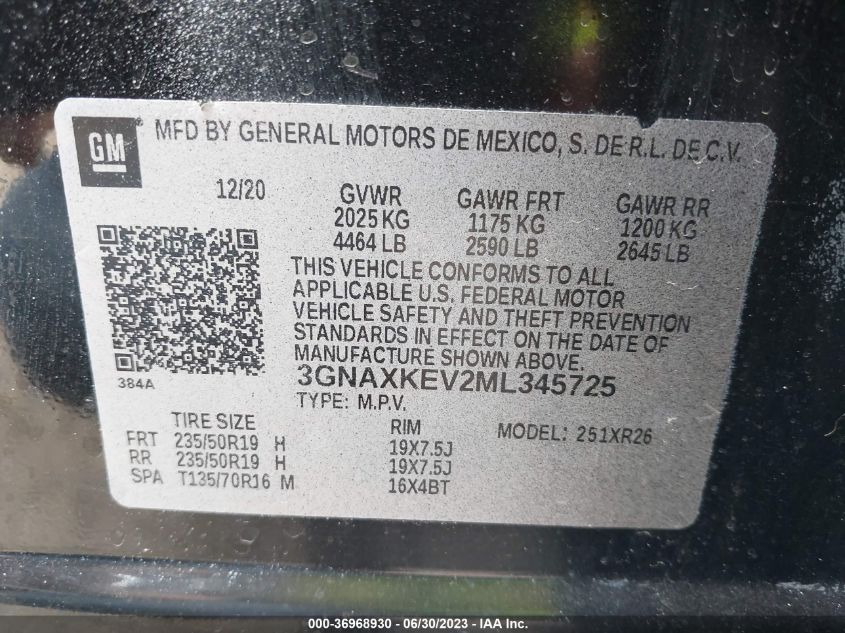 GM
MFD BY GENERAL MOTORS DE MEXICO, S. DE R.L. DE C.V.
12/20 GVWR GAWR FRT GAWR RR
2025 KG 1175 KG 1200 KG
4464 LB 2590 LB 2645 LB
THIS VEHICLE CONFORMS TO ALL
APPLICABLE U.S. FEDERAL MOTOR
VEHICLE SAFETY AND THEFT PREVENTION
STANDARDS IN EFFECT ON THE DATE OF
MANUFACTURE SHOWN ABOVE.
384A
3GNAXKEV2ML345725
TYPE: M.P.V.
TIRE SIZE RIM MODEL: 251XR26
FRT 235/50R19 H 19X7.5J
RR 235/50R19 H 19X7.5J
SPA T135/70R16 M 16X4BT
000-36968930 - 06/30/2023 - IAA Inc.